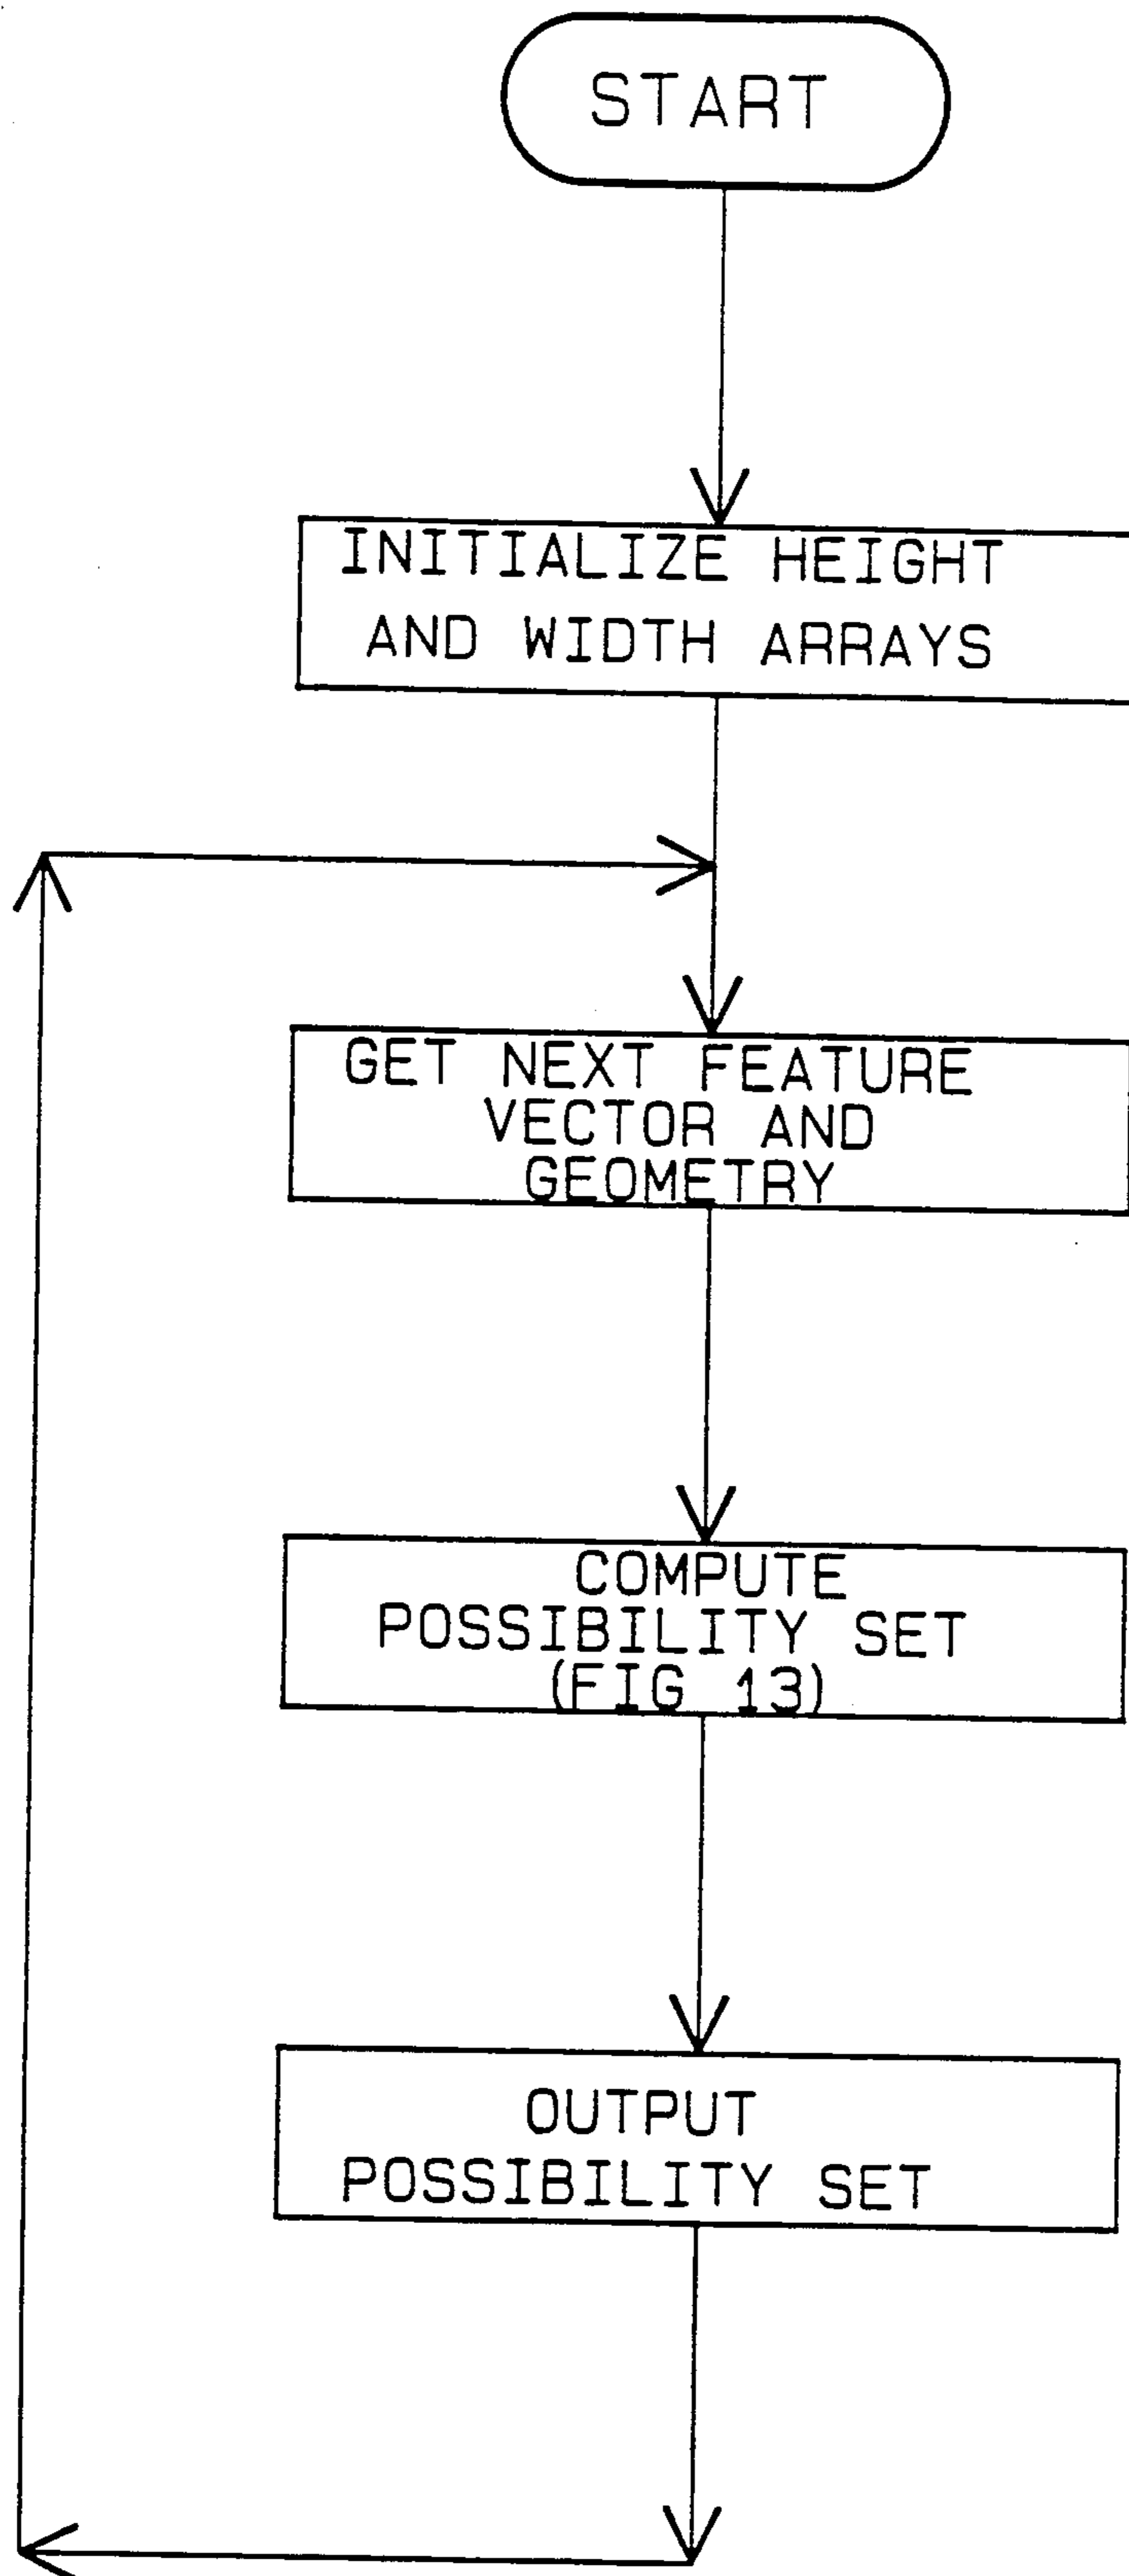 START
INITIALIZE HEIGHT
AND WIDTH ARRAYS
GET NEXT FEATURE
VECTOR AND
GEOMETRY
COMPUTE
POSSIBILITY SET
(FIG 13)
OUTPUT
POSSIBILITY SET